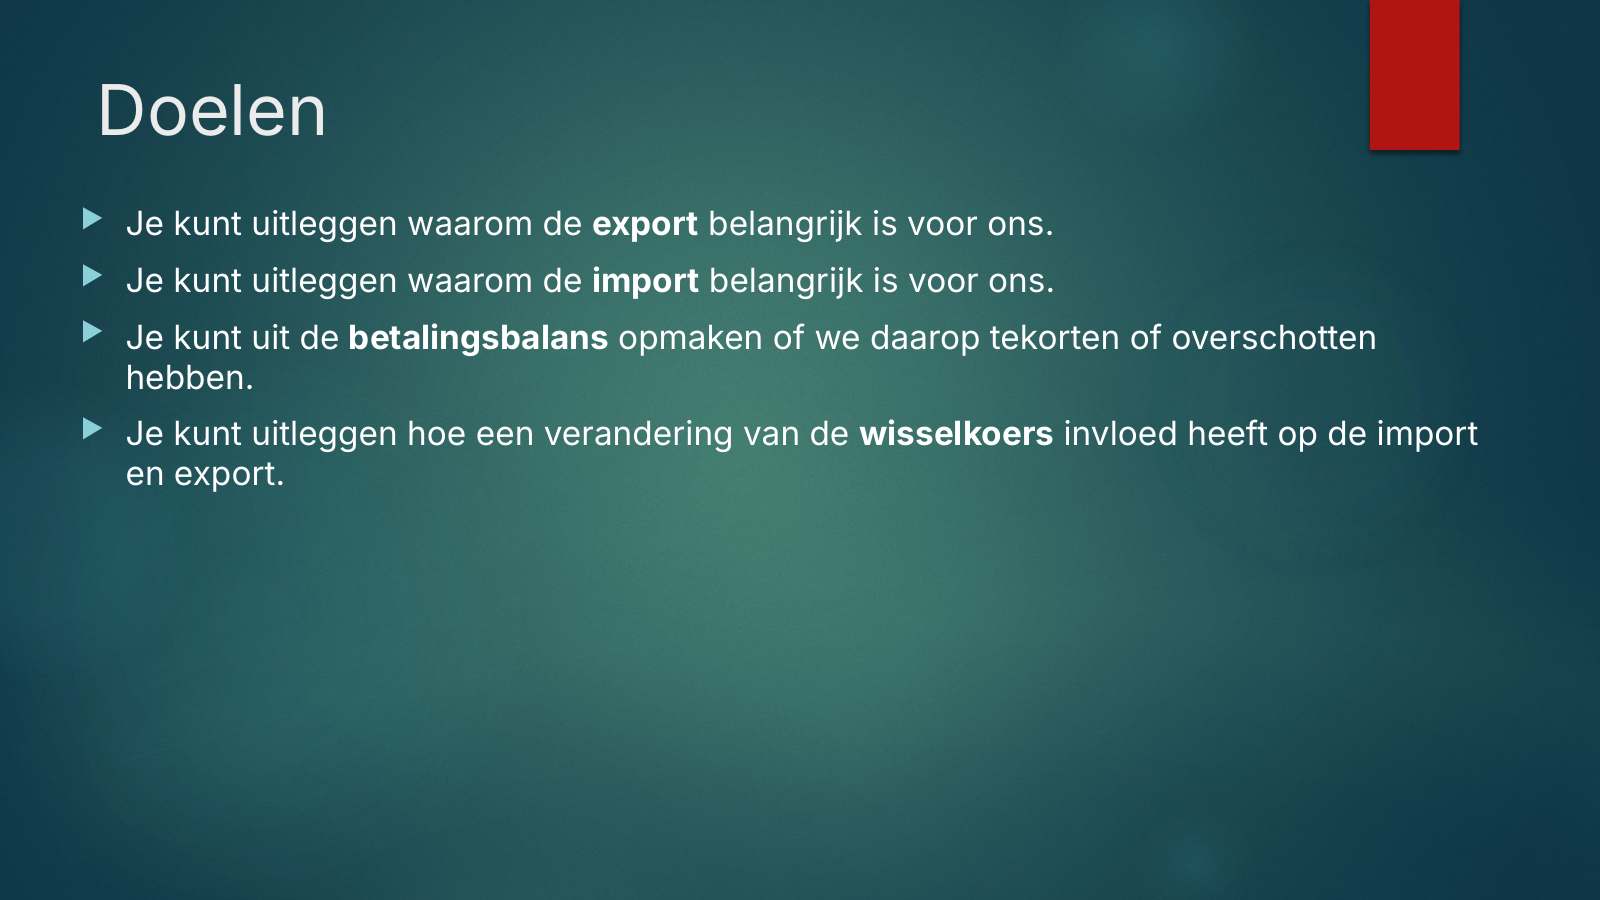 Doelen
Je kunt uitleggen waarom de export belangrijk is voor ons.
Je kunt uitleggen waarom de import belangrijk is voor ons.
Je kunt uit de betalingsbalans opmaken of we daarop tekorten of overschotten
hebben.
Je kunt uitleggen hoe een verandering van de wisselkoers invloed heeft op de import
en export.